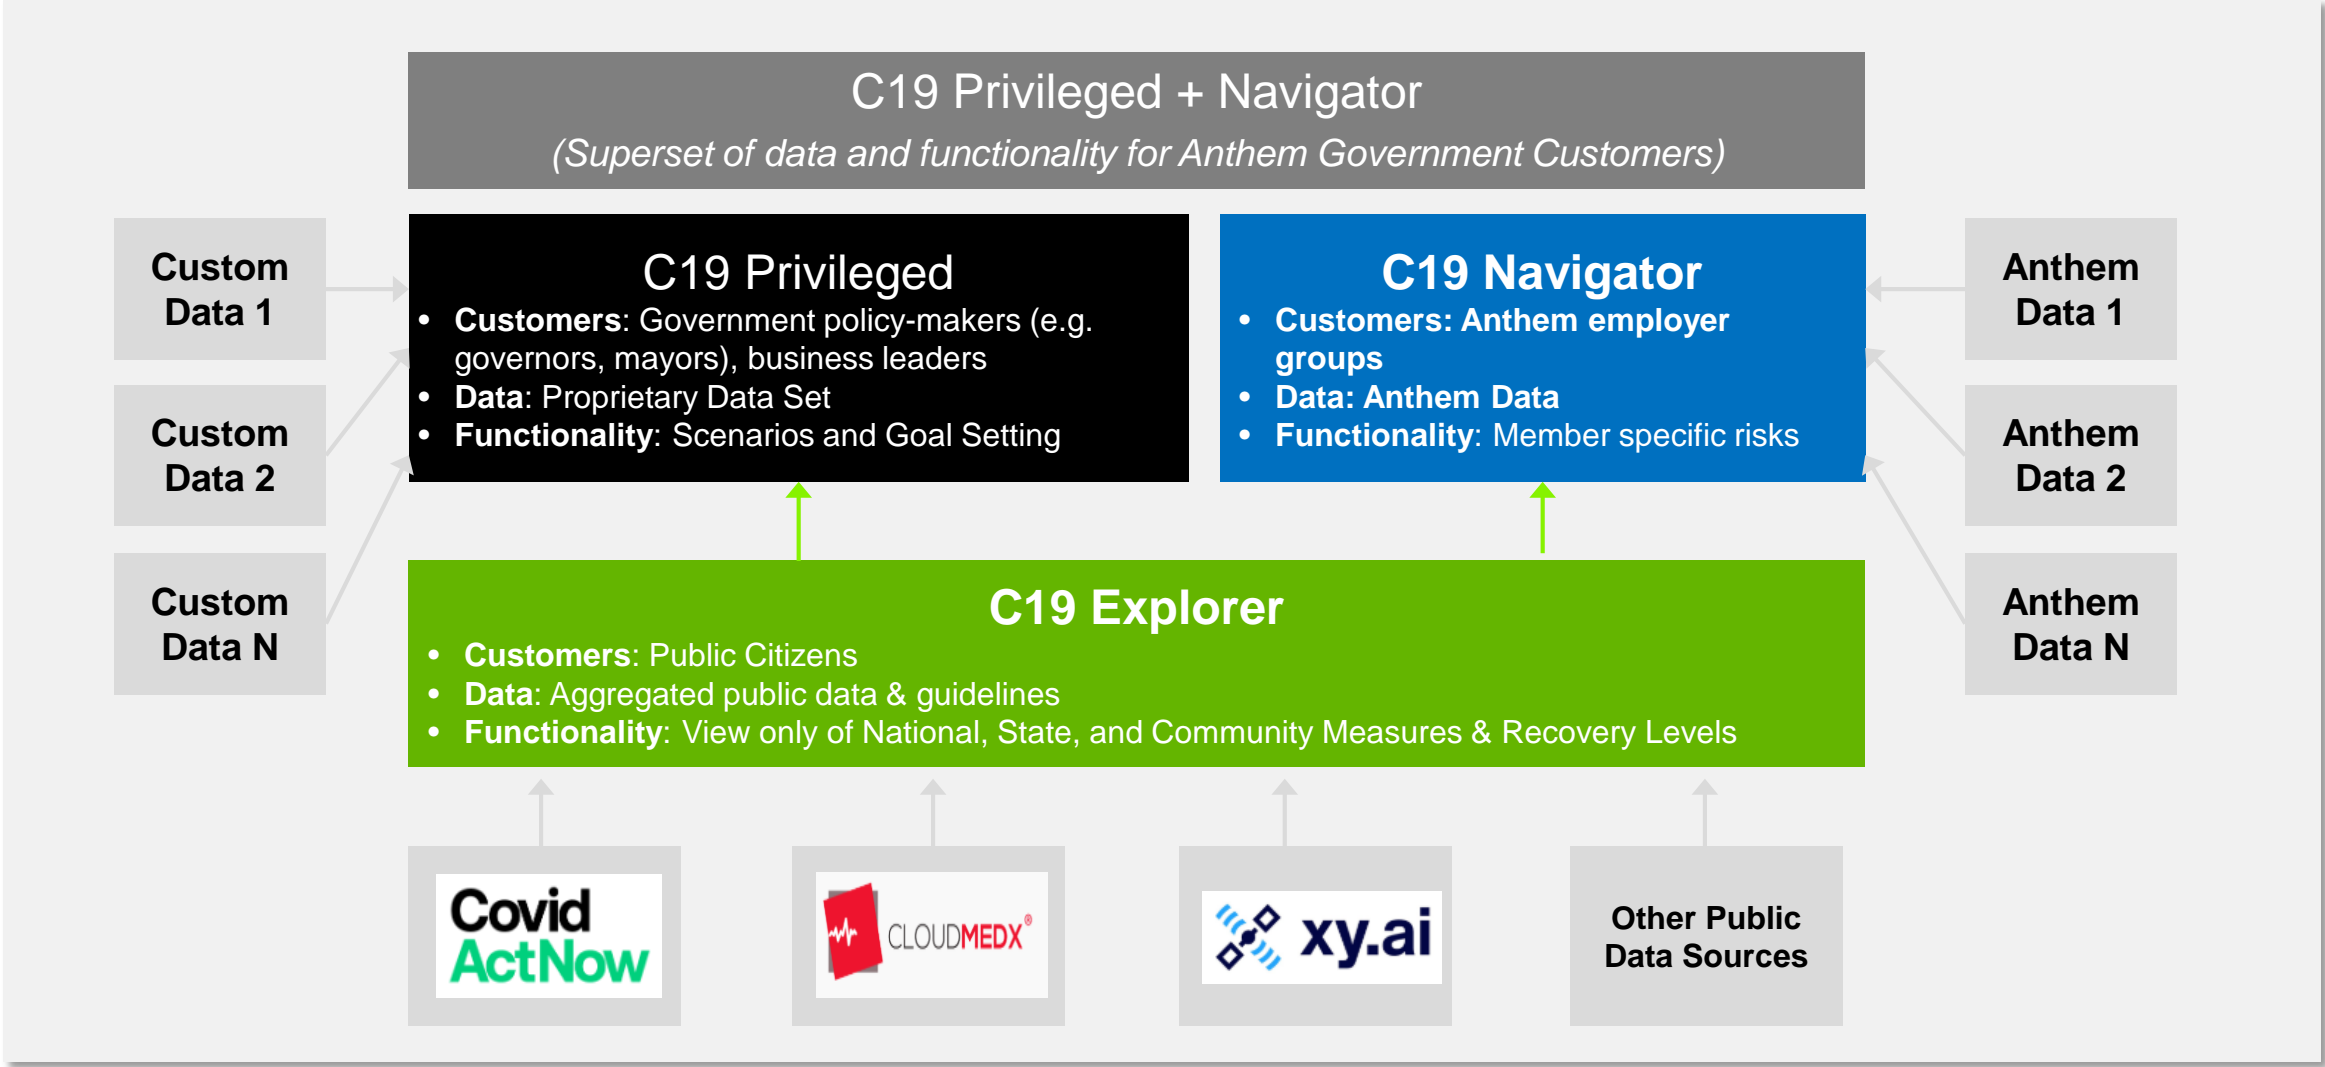 C19 Privileged + Navigator
(Superset of data and functionality for Anthem Government Customers)
Custom
Data 1
Custom
Data 2
Custom
Data N
C19 Privileged
• Customers: Government policy-makers (e.g.
governors, mayors), business leaders
• Data: Proprietary Data Set
• Functionality: Scenarios and Goal Setting
C19 Navigator
• Customers: Anthem employer
groups
• Data: Anthem Data
• Functionality: Member specific risks
Anthem
Data 1
Anthem
Data 2
Anthem
Data N
C19 Explorer
• Customers: Public Citizens
• Data: Aggregated public data & guidelines
• Functionality: View only of National, State, and Community Measures & Recovery Levels
Covid
ActNow
CLOUDMEDX®
xy.ai
Other Public
Data Sources